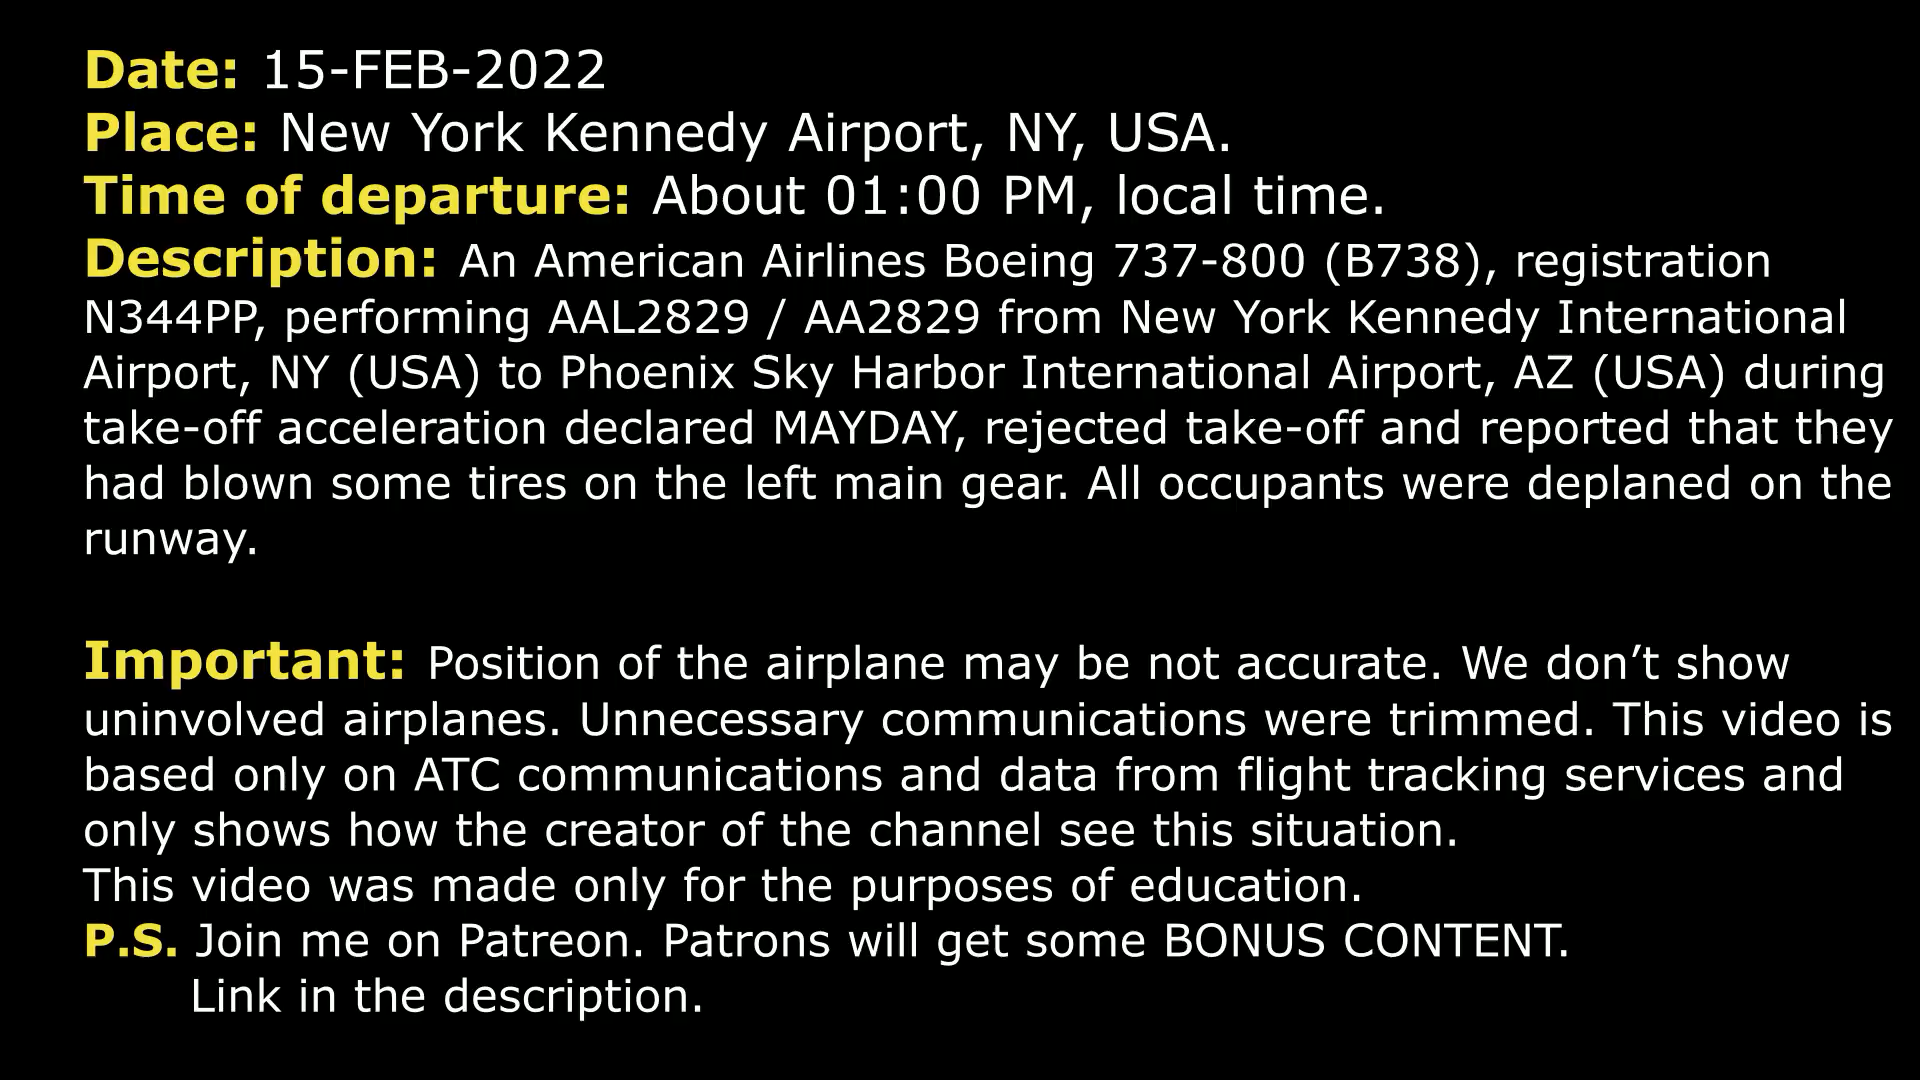 Date: 15-FEB-2022
Place: New York Kennedy Airport, NY, USA.
Time of departure: About 01:00 PM, local time.
Description: An American Airlines Boeing 737-800 (B738), registration
N344PP, performing AAL2829 / AA2829 from New York Kennedy International
Airport, NY (USA) to Phoenix Sky Harbor International Airport, AZ (USA) during
take-off acceleration declared MAYDAY, rejected take-off and reported that they
had blown some tires on the left main gear. All occupants were deplaned on the
runway.
Important: Position of the airplane may be not accurate. We don’t show
uninvolved airplanes. Unnecessary communications were trimmed. This video is
based only on ATC communications and data from flight tracking services and
only shows how the creator of the channel see this situation.
This video was made only for the purposes of education.
P.S. Join me on Patreon. Patrons will get some BONUS CONTENT.
Link in the description.